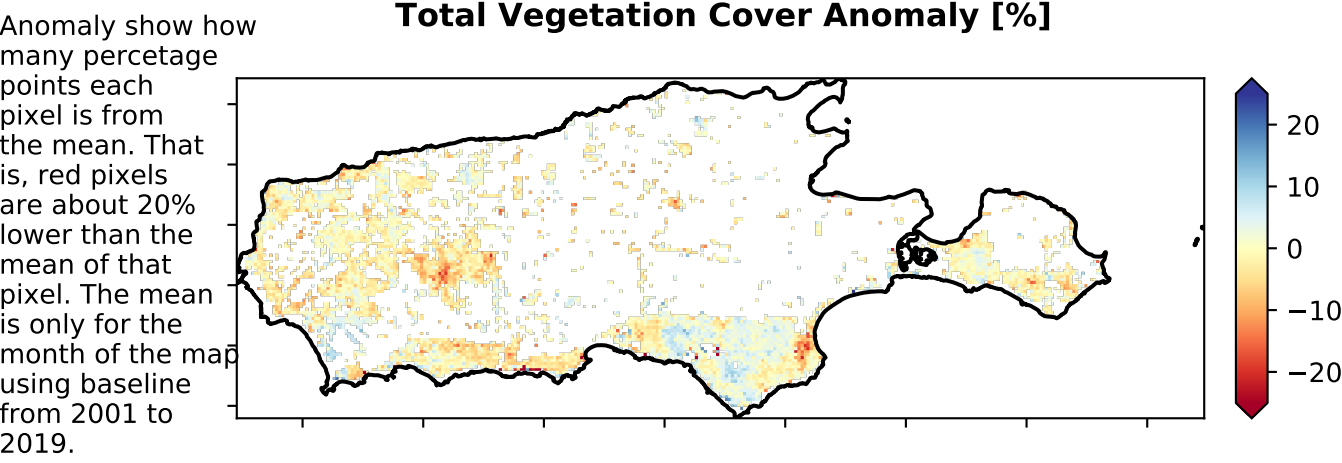 Total Vegetation Cover Anomaly [%]
Anomaly show how
many percetage
points each
pixel is from
the mean. That
is, red pixels
are about 20%
lower than the
mean of that
pixel. The mean
is only for the
month of the map
using baseline
from 2001 to
2019.
20
10
0
−10
−20